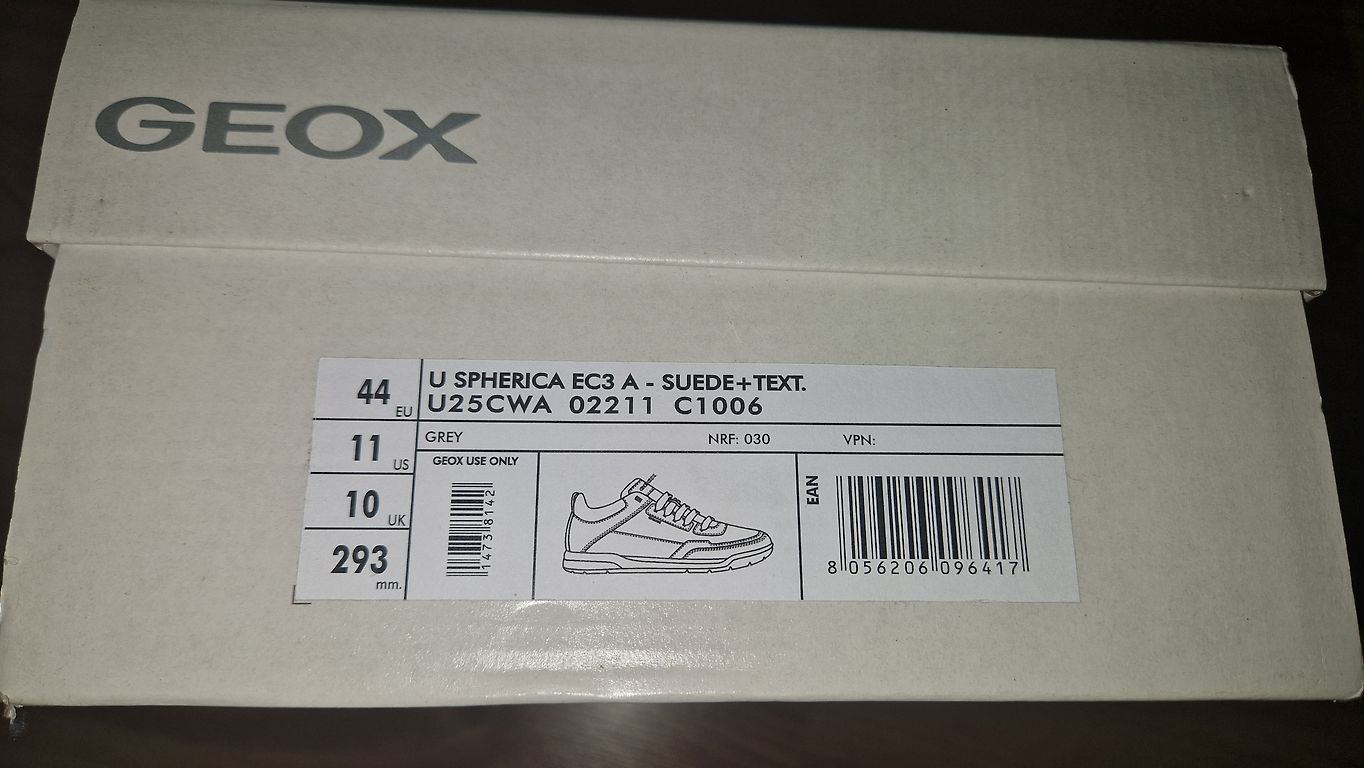 GEOX
44 EU
U SPHERICA EC3 A - SUEDE+TEXT.
U25CWA 02211 C1006
11 US
GREY NRF: 030 VPN:
10 UK
293 mm.
GEOX USE ONLY
14738142
EAN
8 056206 096417